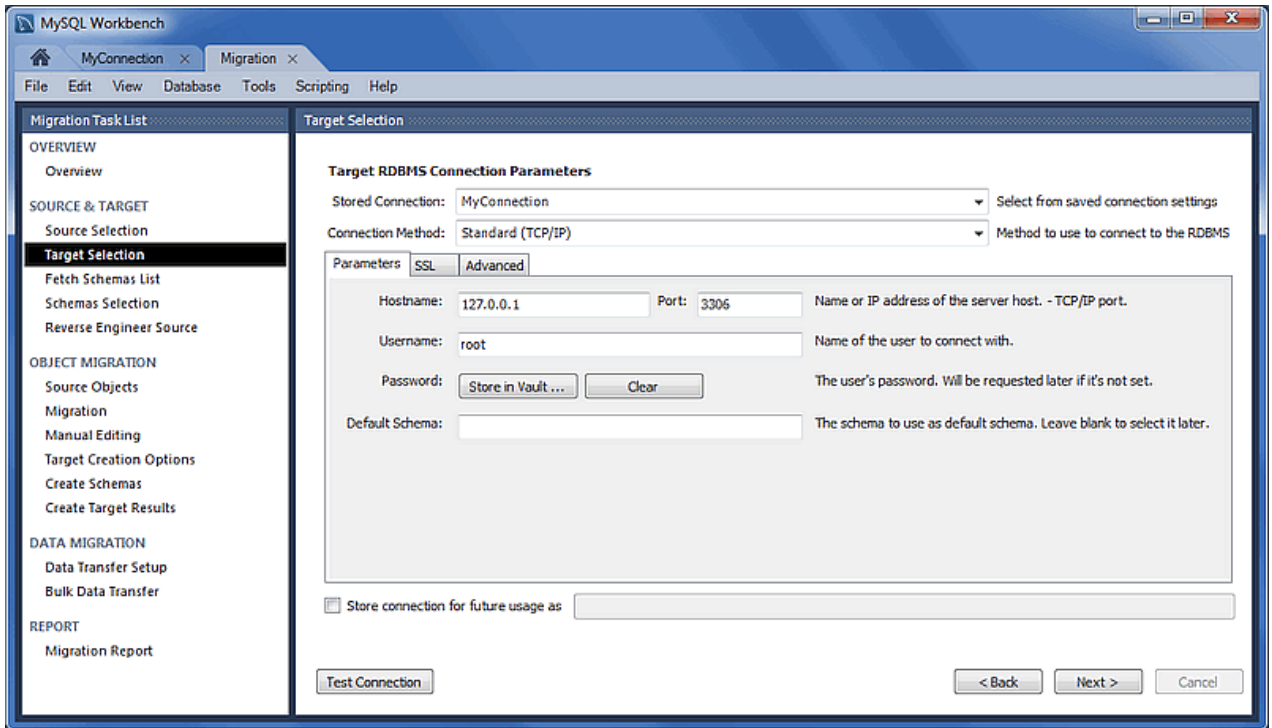 MySQL Workbench
MyConnection Migration
File Edit View Database Tools Scripting Help
Migration Task List
OVERVIEW
Overview
SOURCE & TARGET
Source Selection
Target Selection
Fetch Schemas List
Schemas Selection
Reverse Engineer Source
OBJECT MIGRATION
Source Objects
Migration
Manual Editing
Target Creation Options
Create Schemas
Create Target Results
DATA MIGRATION
Data Transfer Setup
Bulk Data Transfer
REPORT
Migration Report
Target Selection
Target RDBMS Connection Parameters
Stored Connection: MyConnection Select from saved connection settings
Connection Method: Standard (TCP/IP) Method to use to connect to the RDBMS
Parameters SSL Advanced
Hostname: 127.0.0.1 Port: 3306 Name or IP address of the server host. - TCP/IP port.
Username: root Name of the user to connect with.
Password: Store in Vault ... Clear The user's password. Will be requested later if it's not set.
Default Schema: The schema to use as default schema. Leave blank to select it later.
Store connection for future usage as
Test Connection < Back Next > Cancel